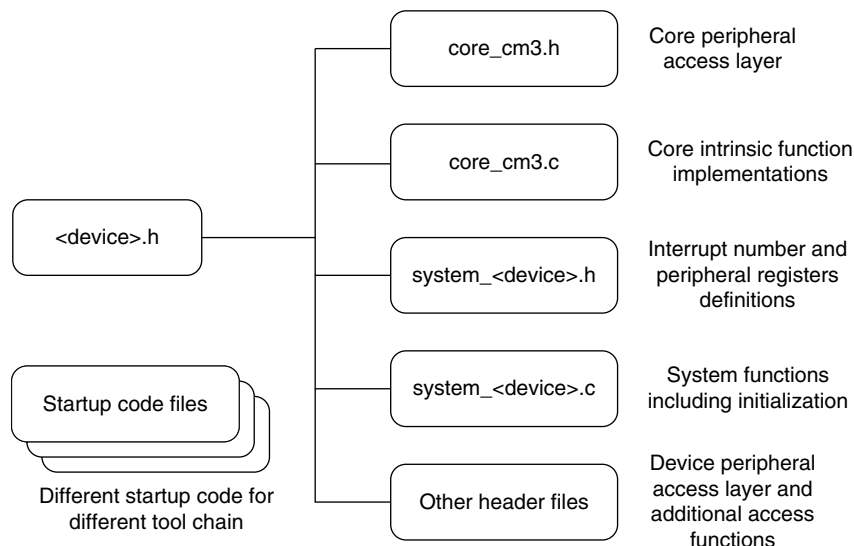 core_cm3.h
Core peripheral
access layer
core_cm3.c
Core intrinsic function
implementations
<device>.h
system_<device>.h
Interrupt number and
peripheral registers
definitions
Startup code files
Different startup code for
different tool chain
system_<device>.c
System functions
including initialization
Other header files
Device peripheral
access layer and
additional access
functions